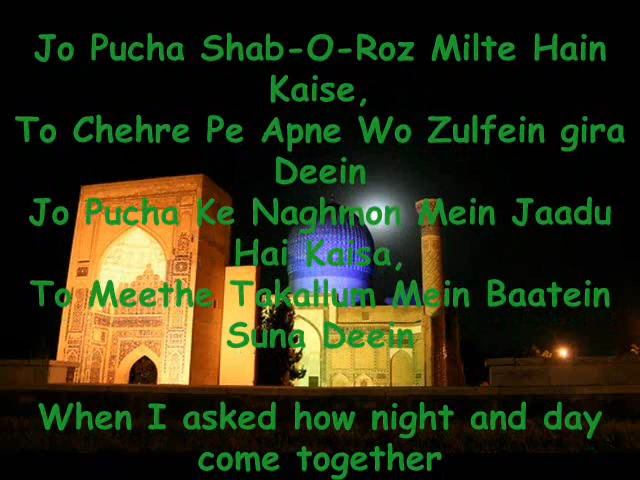 Jo Pucha Shab-O-Roz Milte Hain
Kaise,
To Chehre Pe Apne Wo Zulfein gira
Deein
Jo Pucha Ke Naghmon Mein Jaadu
Hai Kaisa,
To Meethe Takallum Mein Baatein
Suna Deein
When I asked how night and day
come together